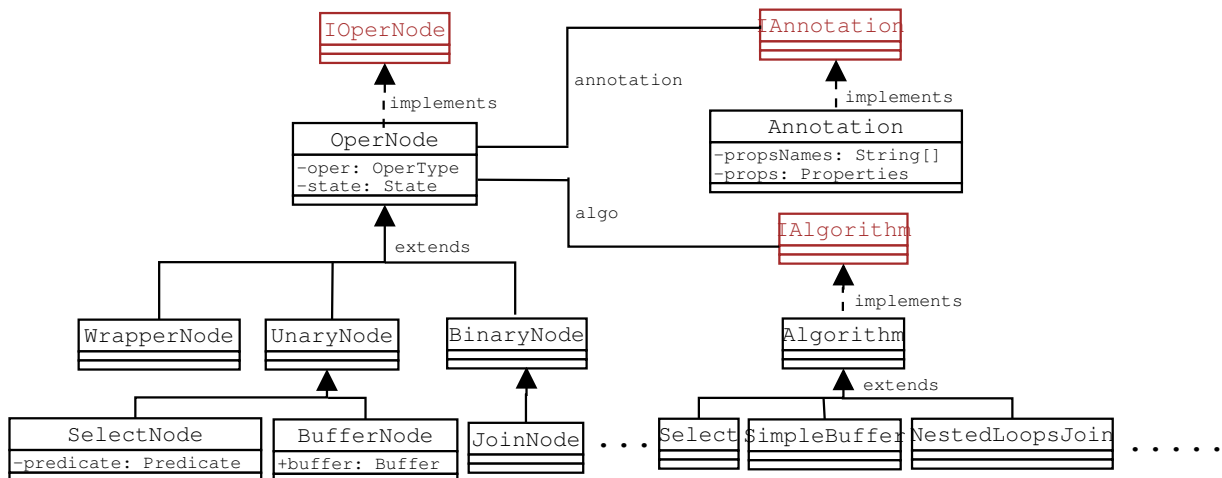 IOperNode
IAnnotation
annotation
implements
implements
OperNode
-oper: OperType
-state: State
Annotation
-propsNames: String[]
-props: Properties
algo
IAlgorithm
extends
implements
WrapperNode
UnaryNode
BinaryNode
Algorithm
extends
SelectNode
-predicate: Predicate
BufferNode
+buffer: Buffer
JoinNode
...
Select
SimpleBuffer
NestedLoopsJoin
.....